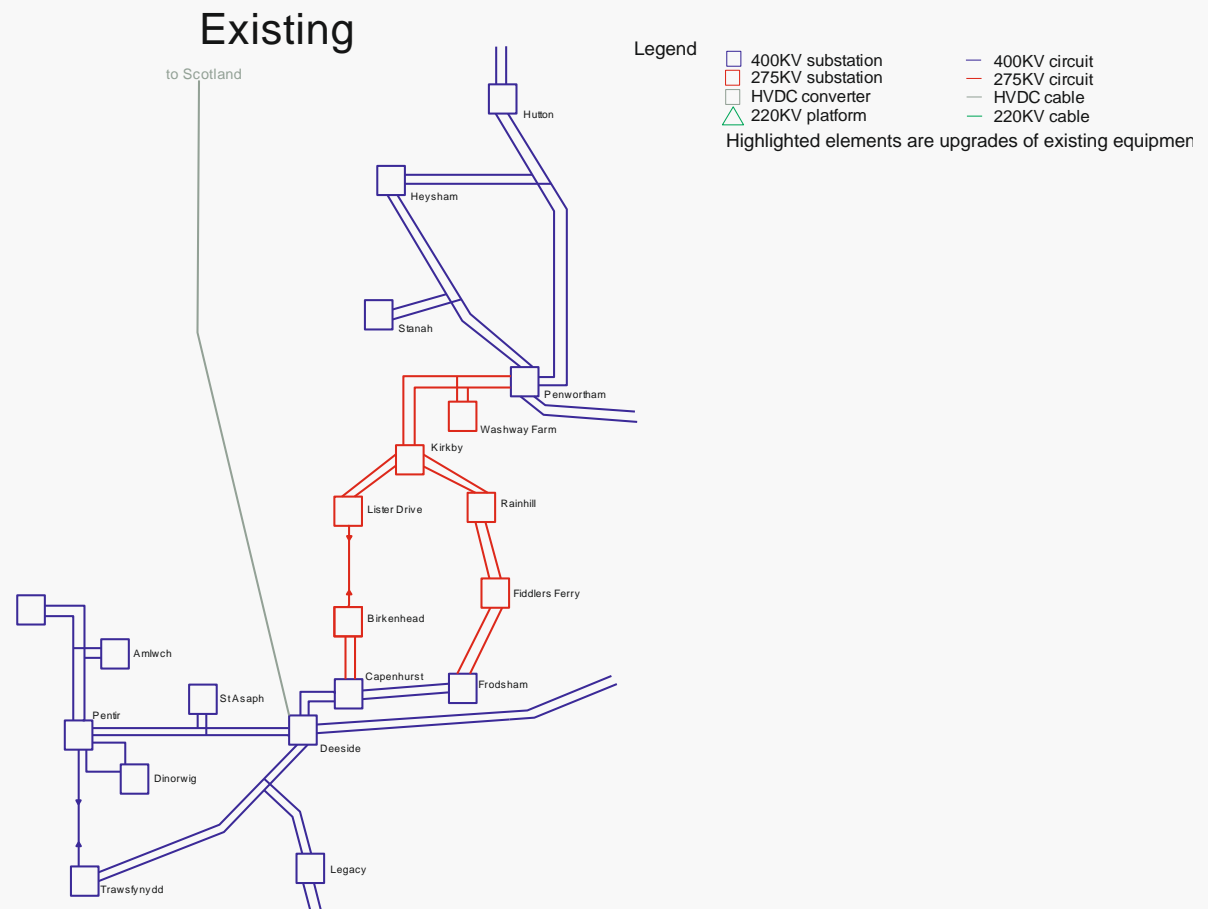 Existing
to Scotland
Legend
400KV substation
275KV substation
HVDC converter
220KV platform
400KV circuit
275KV circuit
HVDC cable
220KV cable
Highlighted elements are upgrades of existing equipmen
Hutton
Heysham
Stanah
Penwortham
Washway Farm
Kirkby
Lister Drive
Rainhill
Fiddlers Ferry
Birkenhead
Amlwch
Capenhurst
Frodsham
St Asaph
Pentir
Deeside
Dinorwig
Legacy
Trawsfynydd